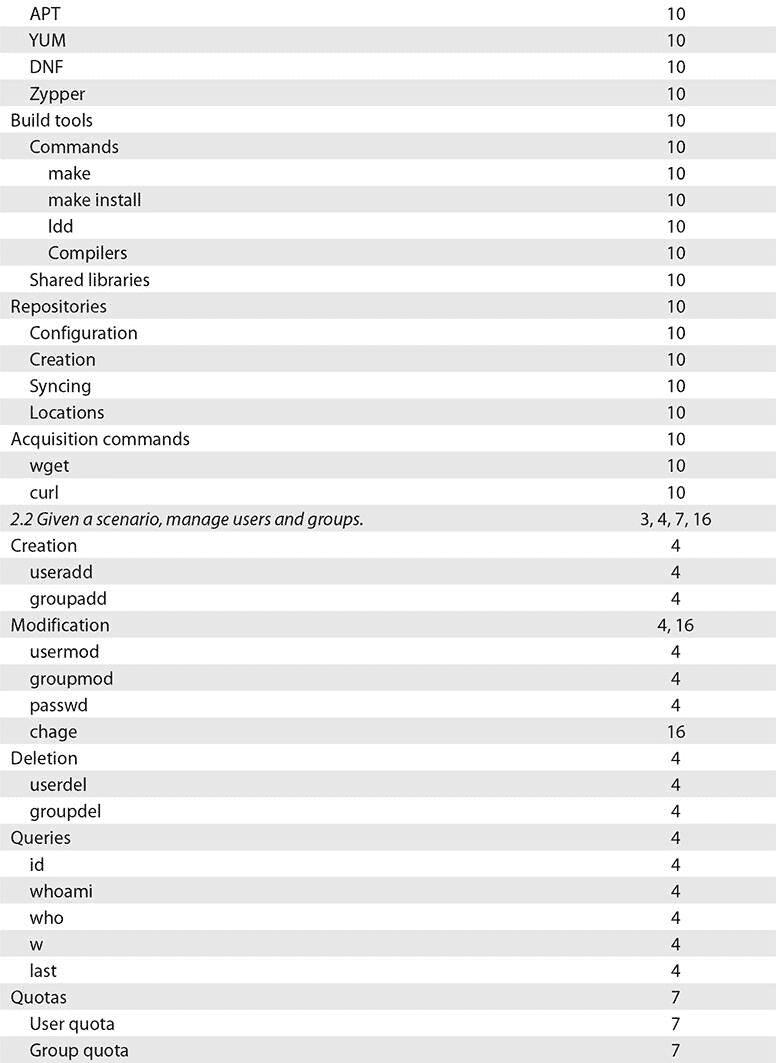 APT 10
YUM 10
DNF 10
Zypper 10
Build tools 10
Commands 10
make 10
make install 10
ldd 10
Compilers 10
Shared libraries 10
Repositories 10
Configuration 10
Creation 10
Syncing 10
Locations 10
Acquisition commands 10
wget 10
curl 10
2.2 Given a scenario, manage users and groups. 3, 4, 7, 16
Creation 4
useradd 4
groupadd 4
Modification 4, 16
usermod 4
groupmod 4
passwd 4
chage 16
Deletion 4
userdel 4
groupdel 4
Queries 4
id 4
whoami 4
who 4
w 4
last 4
Quotas 7
User quota 7
Group quota 7